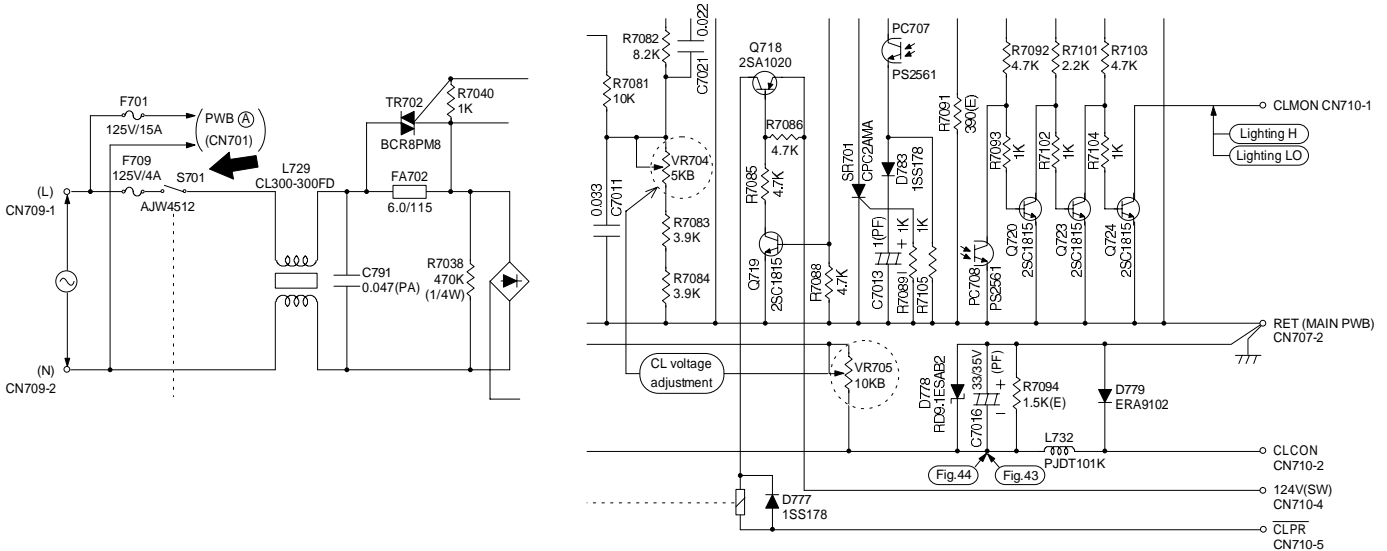 F701
125V/15A
PWB Ⓐ
(CN701)
F709
125V/4A
S701
AJW4512
(L)
CN709-1
(N)
CN709-2
L729
CL300-300FD
TR702
BCR8PM8
R7040
1K
FA702
6.0/115
C791
0.047(PA)
R7038
470K
(1/4W)
R7082
8.2K
0.022
C7021
R7081
10K
VR704
5KB
0.033
C7011
R7083
3.9K
R7084
3.9K
CL voltage
adjustment
Q718
2SA1020
R7086
4.7K
R7085
4.7K
Q719
2SC1815
R7088
4.7K
SR701
CPC2AMA
PC707
PS2561
D783
1SS178
C7013
1(PF)
+
R7089
1K
R7105
1K
R7091
390(E)
PC708
PS2561
R7092
4.7K
R7101
2.2K
R7103
4.7K
R7093
1K
R7102
1K
R7104
1K
Q720
2SC1815
Q723
2SC1815
Q724
2SC1815
CLMON CN710-1
Lighting H
Lighting LO
RET (MAIN PWB)
CN707-2
VR705
10KB
D778
RD9.1ESAB2
C7016
33/35V
+ (PF)
R7094
1.5K(E)
D779
ERA9102
L732
PJDT101K
Fig.44
Fig.43
CLCON
CN710-2
124V(SW)
CN710-4
D777
1SS178
CLPR
CN710-5